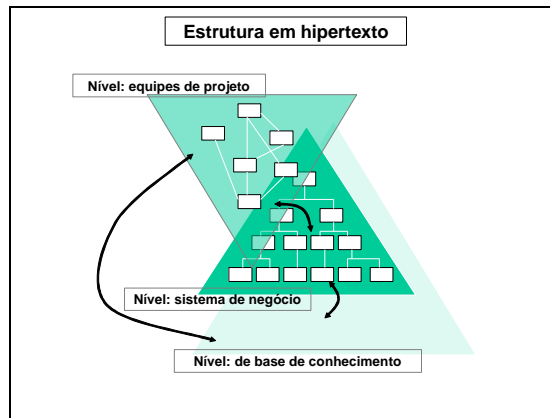 Estrutura em hipertexto
Nível: equipes de projeto
Nível: sistema de negócio
Nível: de base de conhecimento